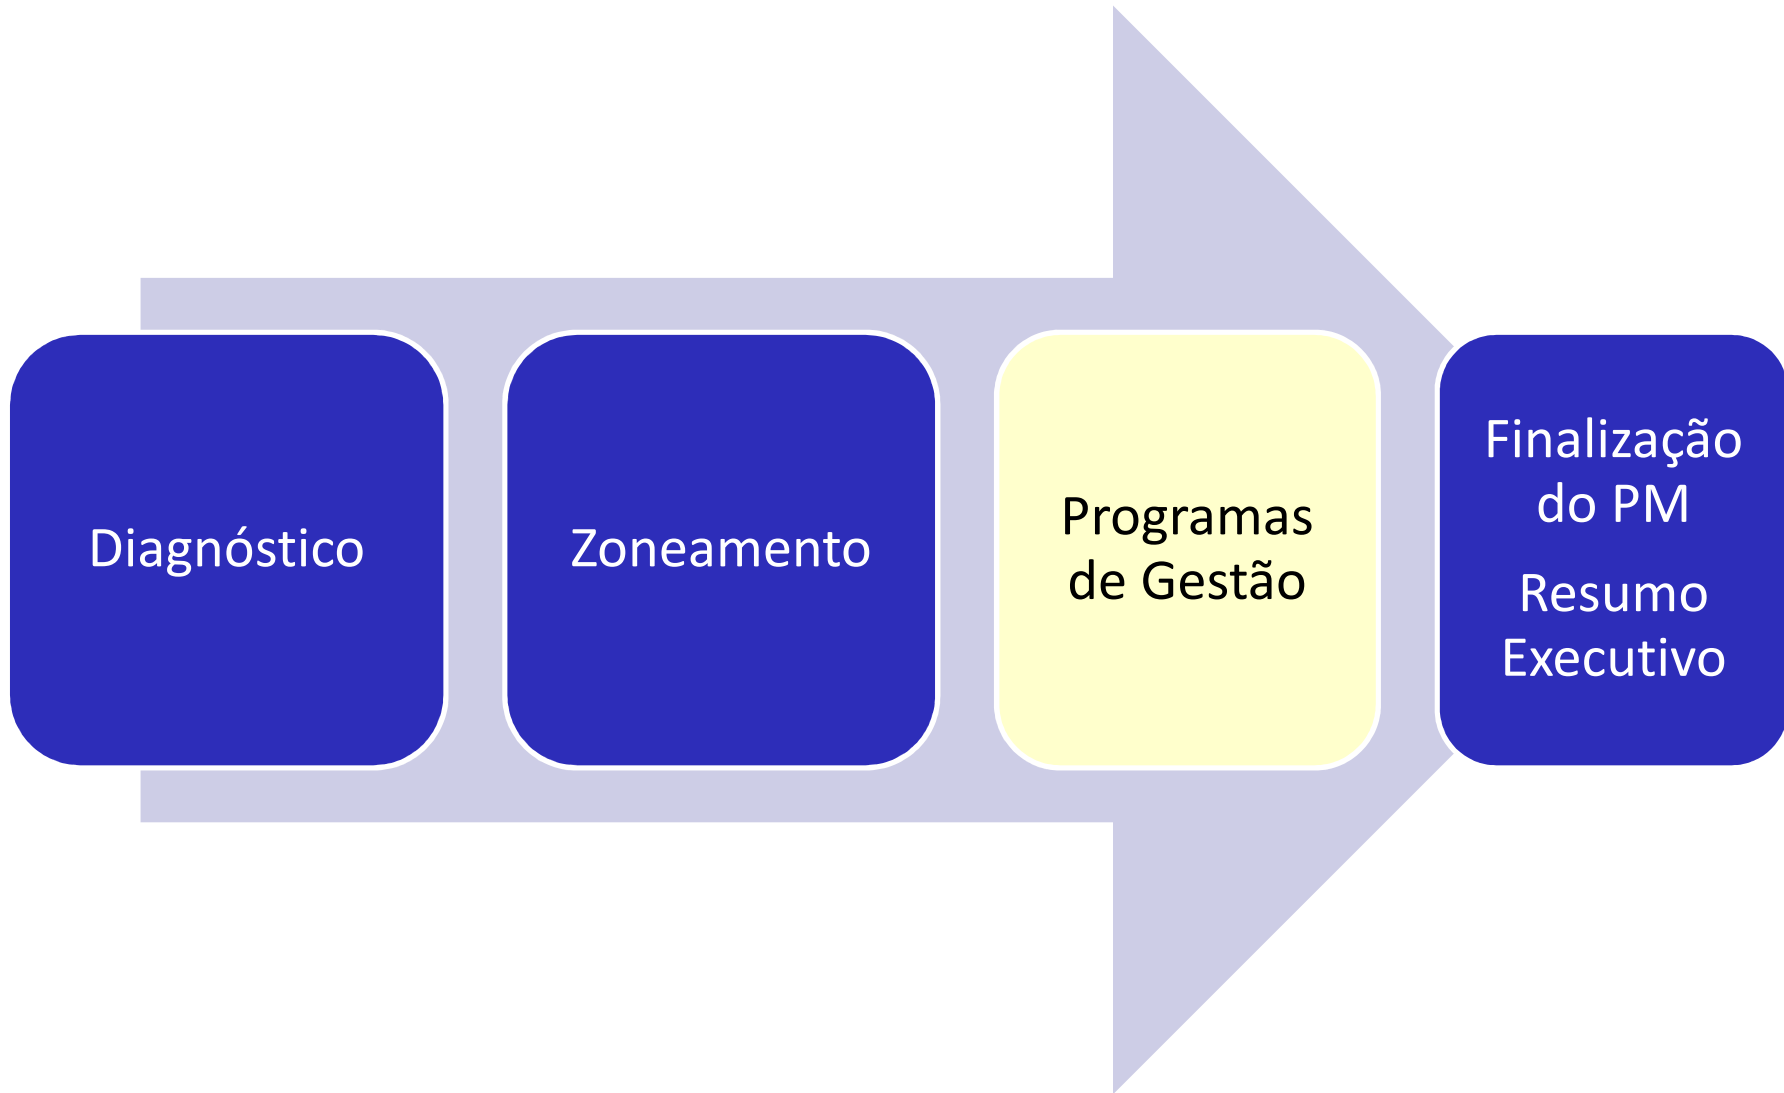 Diagnóstico
Zoneamento
Programas
de Gestão
Finalização
do PM
Resumo
Executivo